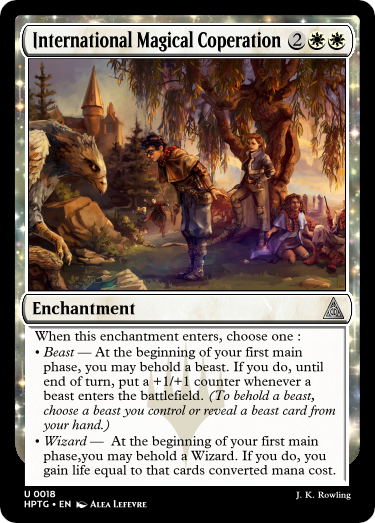 International Magical Coperation 2
Enchantment
When this enchantment enters, choose one :
• Beast — At the beginning of your first main
phase, you may behold a beast. If you do, until
end of turn, put a +1/+1 counter whenever a
beast enters the battlefield. (To behold a beast,
choose a beast you control or reveal a beast card from
your hand.)
• Wizard — At the beginning of your first main
phase,you may behold a Wizard. If you do, you
gain life equal to that cards converted mana cost.
U 0018
HPTG • EN Alea Lefevre
J. K. Rowling